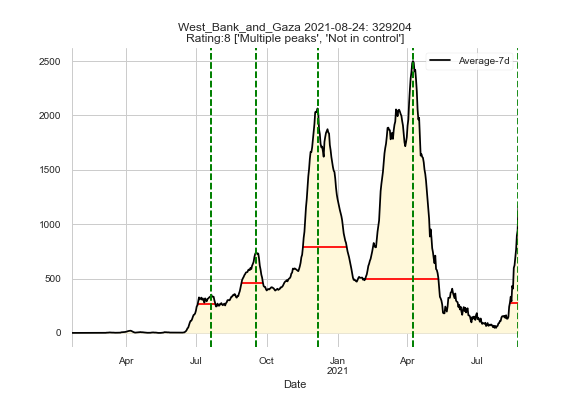 West_Bank_and_Gaza 2021-08-24: 329204
Rating:8 ['Multiple peaks', 'Not in control']
Average-7d
2500
2000
1500
1000
500
0
Apr
Jul
Oct
Jan
2021
Apr
Jul
Date